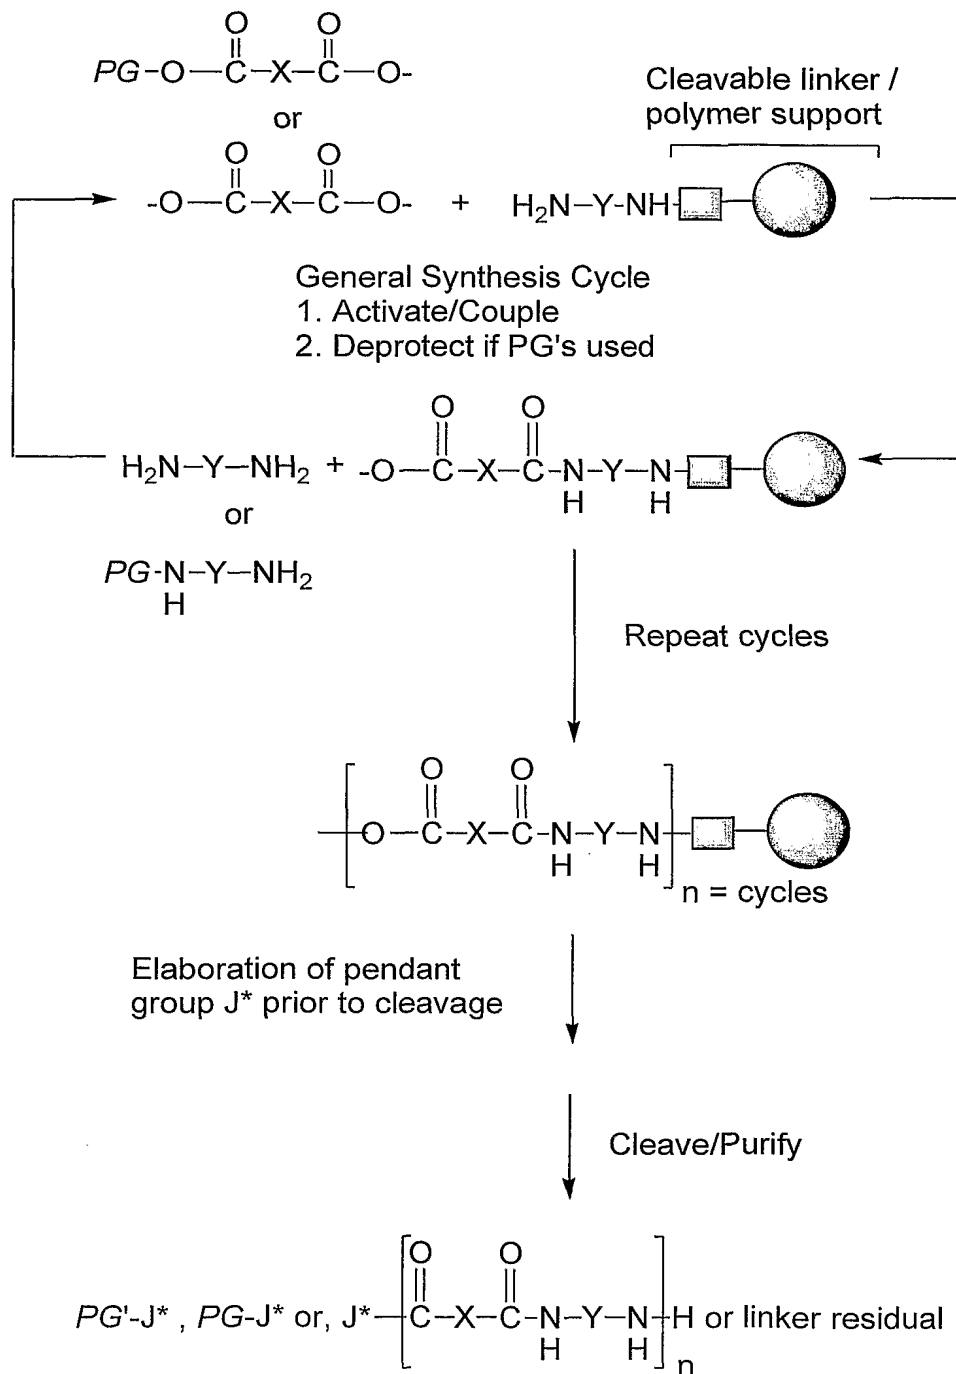 O O
PG-O—C-X-C—O-
or
Cleavable linker /
polymer support
O O
-O—C-X-C—O- + H2N-Y-NH
General Synthesis Cycle
1. Activate/Couple
2. Deprotect if PG's used
O O
H2N-Y-NH2 + -O—C-X-C-N-Y-N
H H
or
PG-N-Y-NH2
H
Repeat cycles
O O
O—C-X-C-N-Y-N
H H
n = cycles
Elaboration of pendant
group J* prior to cleavage
Cleave/Purify
O O
PG'-J* , PG-J* or, J*-C-X-C-N-Y-N-H or linker residual
H H
n